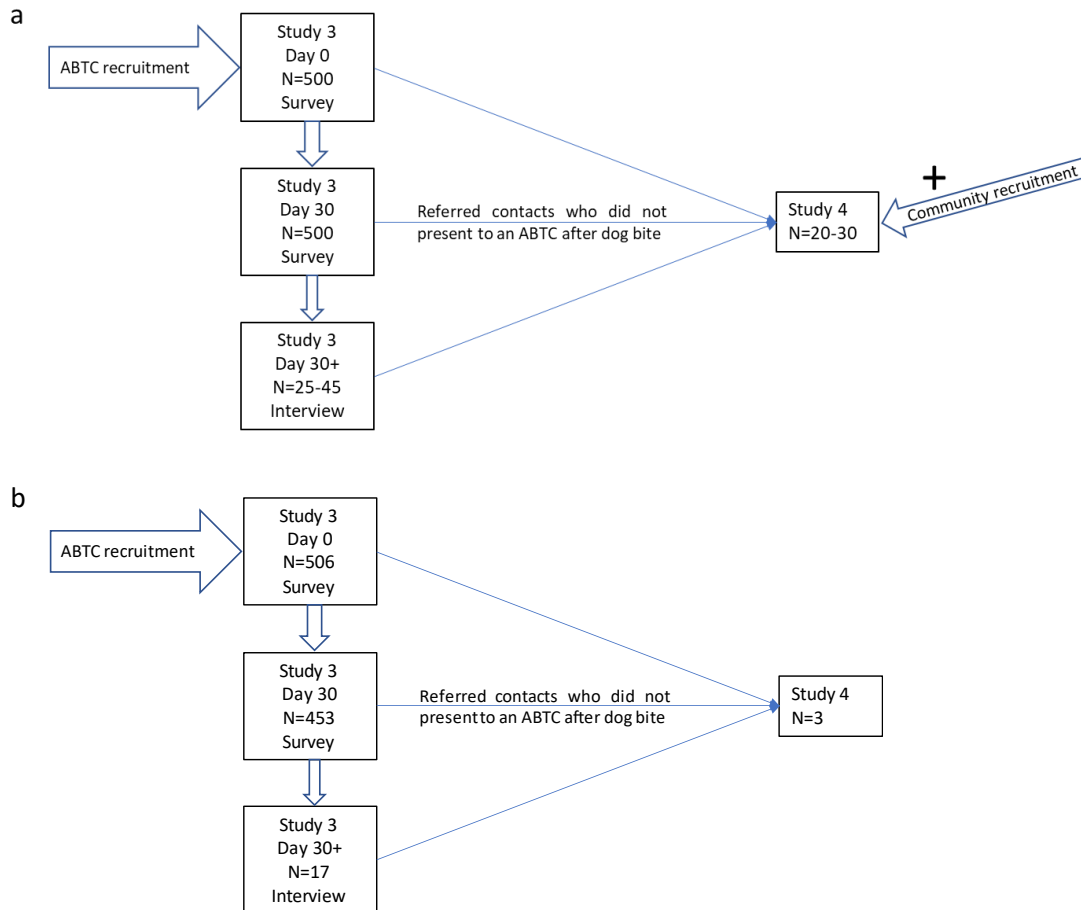 a
ABTC recruitment
Study 3
Day 0
N=500
Survey
Study 3
Day 30
N=500
Survey
Referred contacts who did not
present to an ABTC after dog bite
Study 4
N=20-30
+
Community recruitment
Study 3
Day 30+
N=25-45
Interview
b
ABTC recruitment
Study 3
Day 0
N=506
Survey
Study 3
Day 30
N=453
Survey
Referred contacts who did not
present to an ABTC after dog bite
Study 4
N=3
Study 3
Day 30+
N=17
Interview